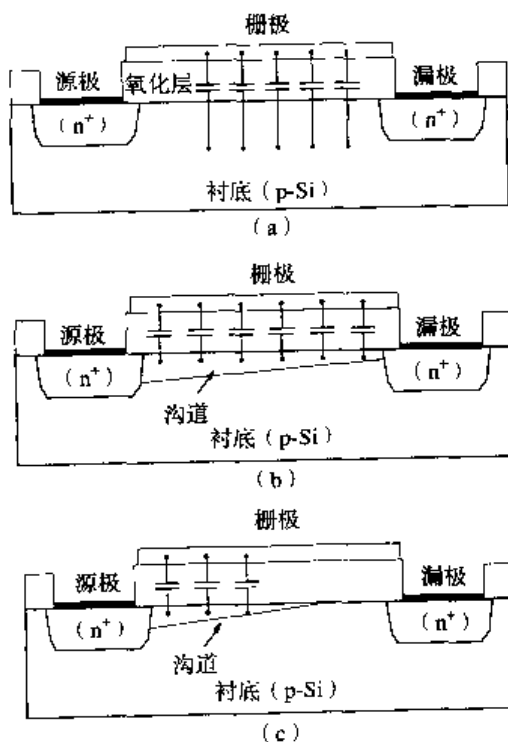 栅极
源极
氧化层
漏极
(n⁺)
(n⁺)
衬底(p-Si)
(a)
栅极
源极
漏极
(n⁺)
(n⁺)
沟道
衬底(p-Si)
(b)
栅极
源极
漏极
(n⁺)
(n⁺)
沟道
衬底(p-Si)
(c)